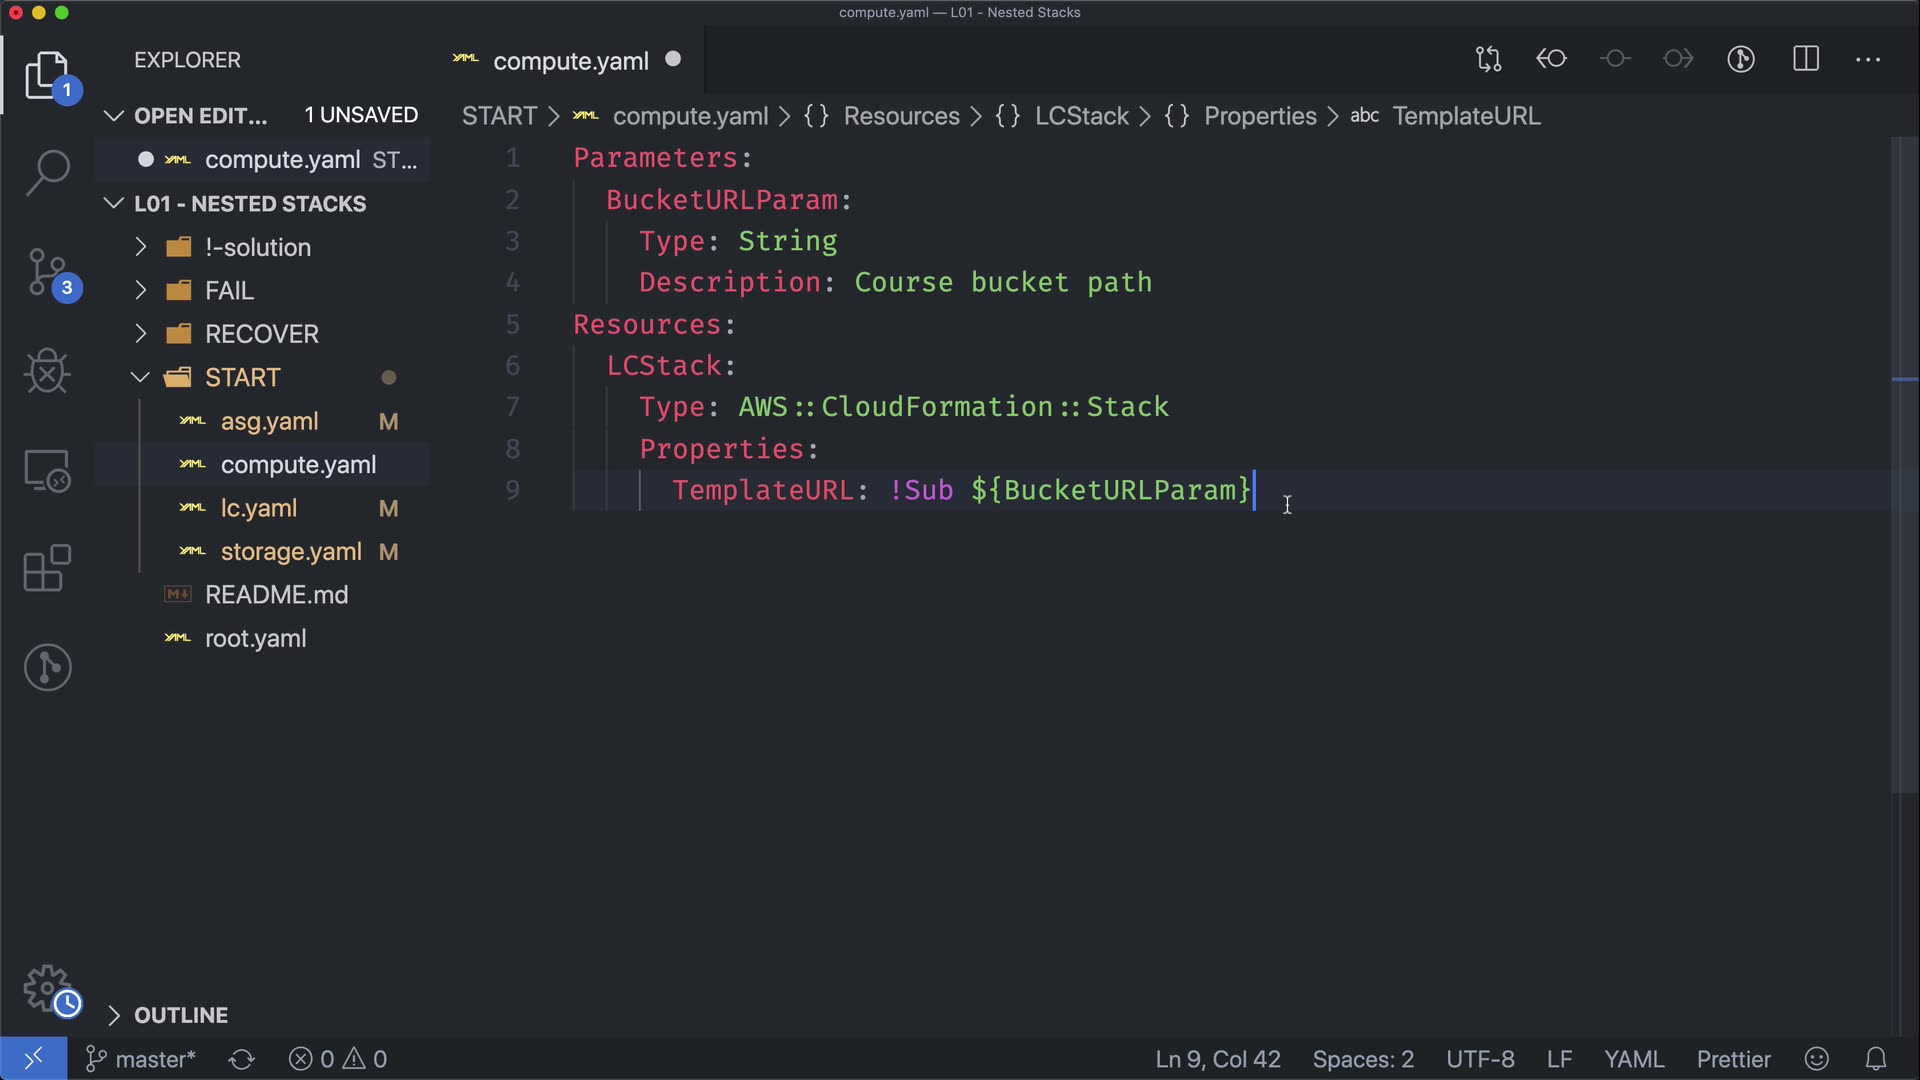 compute.yaml — L01 - Nested Stacks
EXPLORER
compute.yaml
OPEN EDIT... 1 UNSAVED
START > compute.yaml > {} Resources > {} LCStack > {} Properties > abc TemplateURL
compute.yaml ST...
L01 - NESTED STACKS
!-solution
FAIL
RECOVER
START
asg.yaml M
compute.yaml
lc.yaml M
storage.yaml M
README.md
root.yaml
1
3
1 Parameters:
2 BucketURLParam:
3 Type: String
4 Description: Course bucket path
5 Resources:
6 LCStack:
7 Type: AWS::CloudFormation::Stack
8 Properties:
9 TemplateURL: !Sub ${BucketURLParam}
OUTLINE
master* 0 0 Ln 9, Col 42 Spaces: 2 UTF-8 LF YAML Prettier